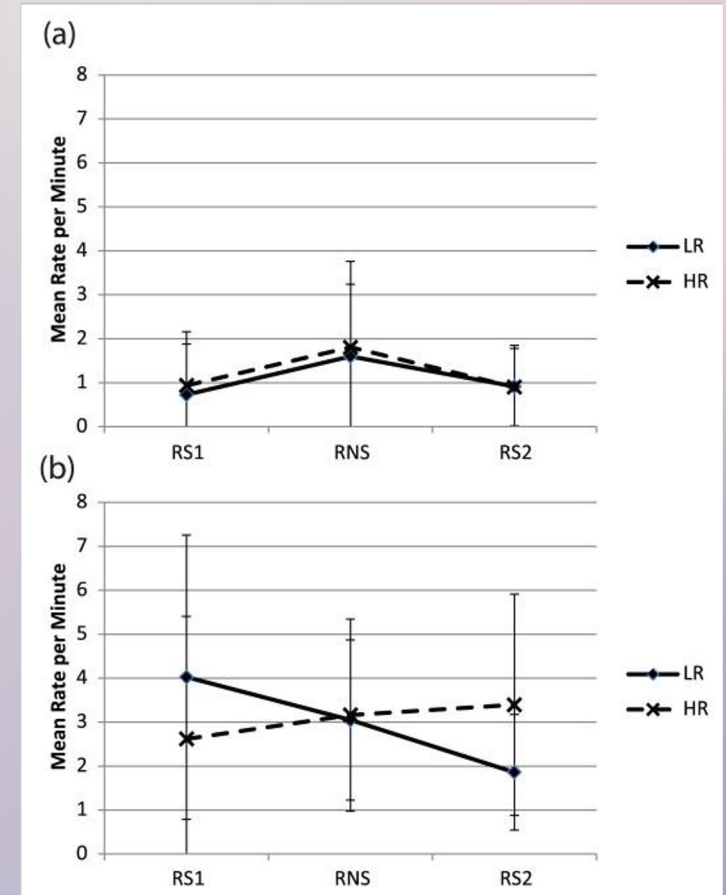 (a)
8
7
6
5
4
3
2
1
0
Mean Rate per Minute
RS1 RNS RS2
LR
HR
(b)
8
7
6
5
4
3
2
1
0
Mean Rate per Minute
RS1 RNS RS2
LR
HR